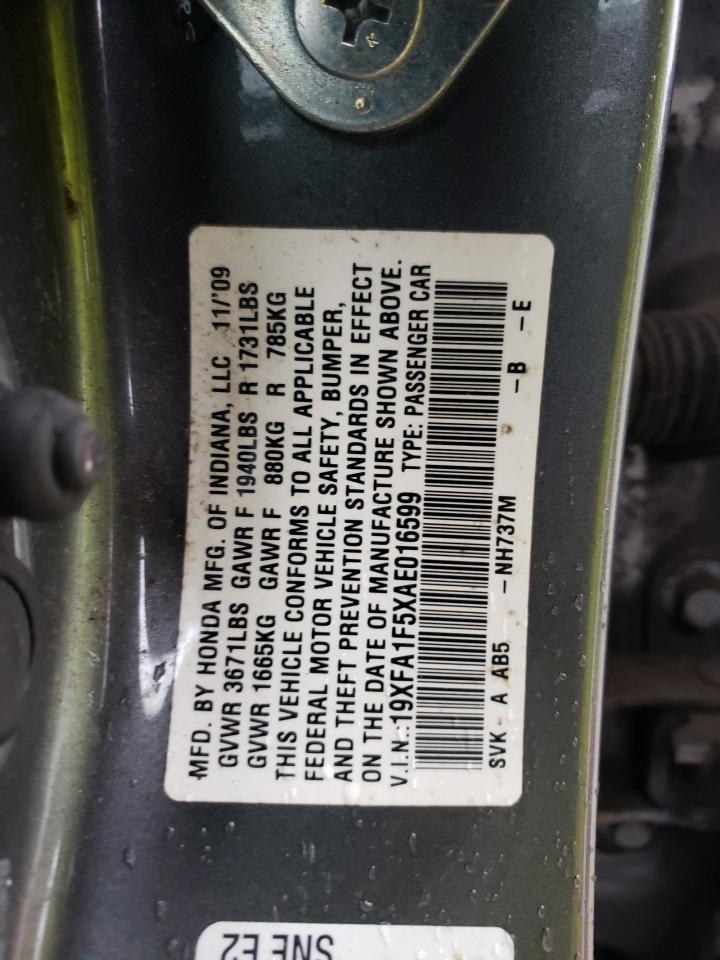 MFD. BY HONDA MFG. OF INDIANA, LLC 11/'09
GVWR 3671LBS GAWR F 1940LBS R 1731LBS
GVWR 1665KG GAWR F 880KG R 785KG
THIS VEHICLE CONFORMS TO ALL APPLICABLE
FEDERAL MOTOR VEHICLE SAFETY, BUMPER,
AND THEFT PREVENTION STANDARDS IN EFFECT
ON THE DATE OF MANUFACTURE SHOWN ABOVE.
V.I.N.:19XFA1F5XAE016599 TYPE: PASSENGER CAR
SVK - A AB5 -NH737M -B -E
SNE E2